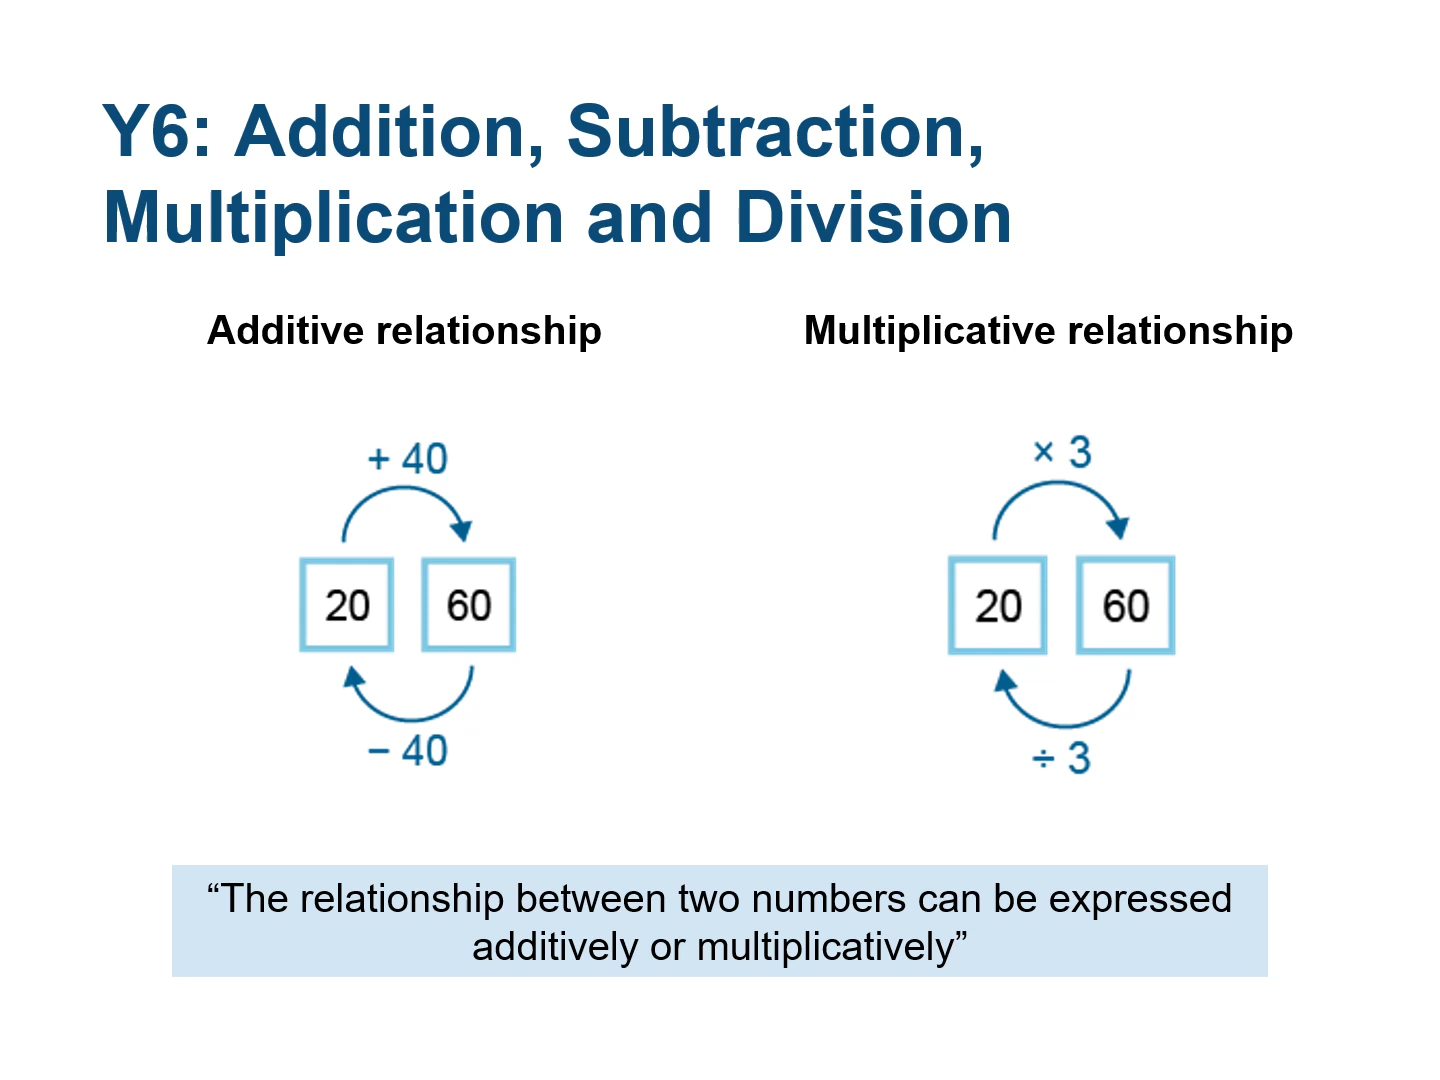 Y6: Addition, Subtraction,
Multiplication and Division
Additive relationship
+ 40
20 60
− 40
Multiplicative relationship
× 3
20 60
÷ 3
“The relationship between two numbers can be expressed
additively or multiplicatively”